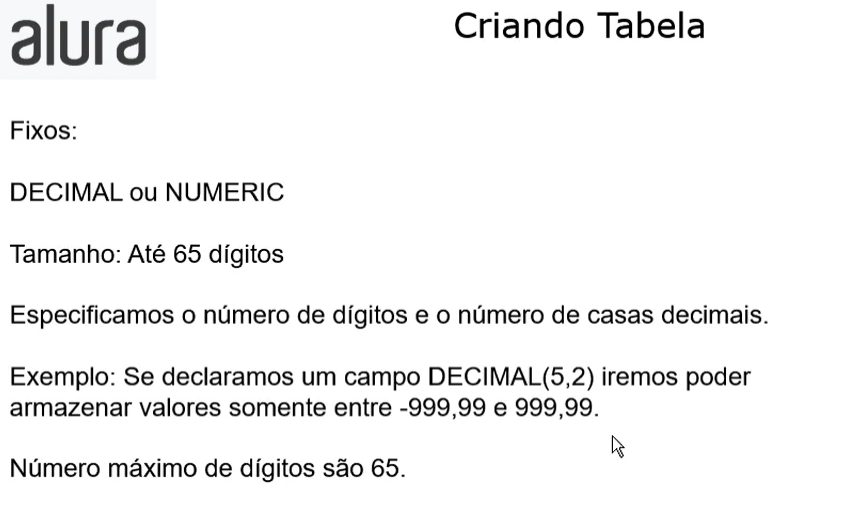 alura
Criando Tabela
Fixos:
DECIMAL ou NUMERIC
Tamanho: Até 65 dígitos
Especificamos o número de dígitos e o número de casas decimais.
Exemplo: Se declaramos um campo DECIMAL(5,2) iremos poder
armazenar valores somente entre -999,99 e 999,99.
Número máximo de dígitos são 65.